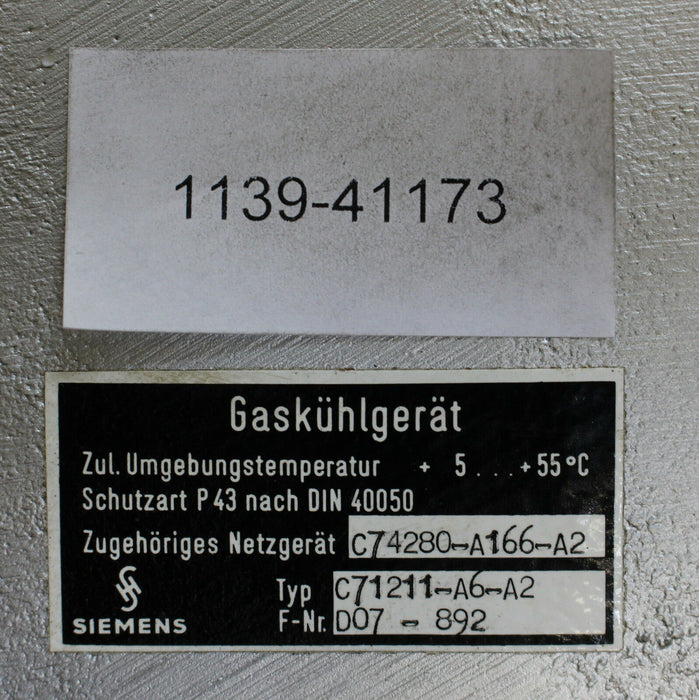 1139-41173
Gaskühlgerät
Zul. Umgebungstemperatur + 5 ... + 55°C
Schutzart P 43 nach DIN 40050
Zugehöriges Netzgerät C74280-A166-A2
Typ C71211-A6-A2
SIEMENS F-Nr. D07 - 892